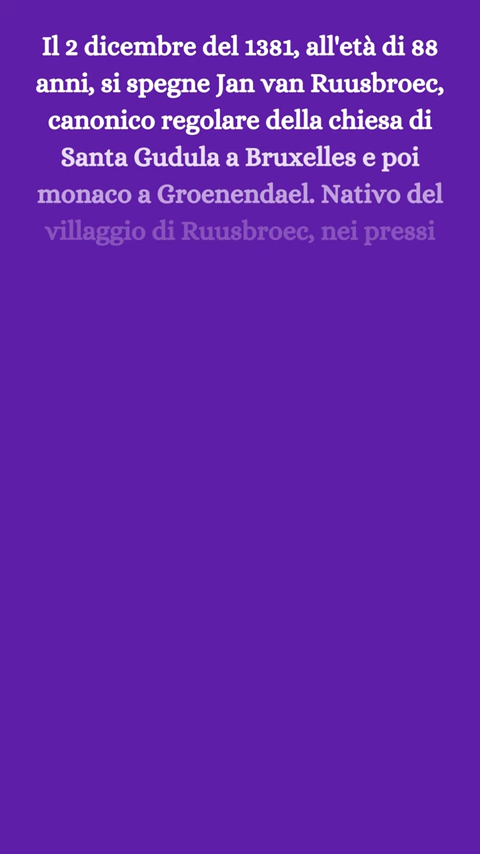 Il 2 dicembre del 1381, all'età di 88
anni, si spegne Jan van Ruusbroec,
canonico regolare della chiesa di
Santa Gudula a Bruxelles e poi
monaco a Groenendael. Nativo del
villaggio di Ruusbroec, nei pressi